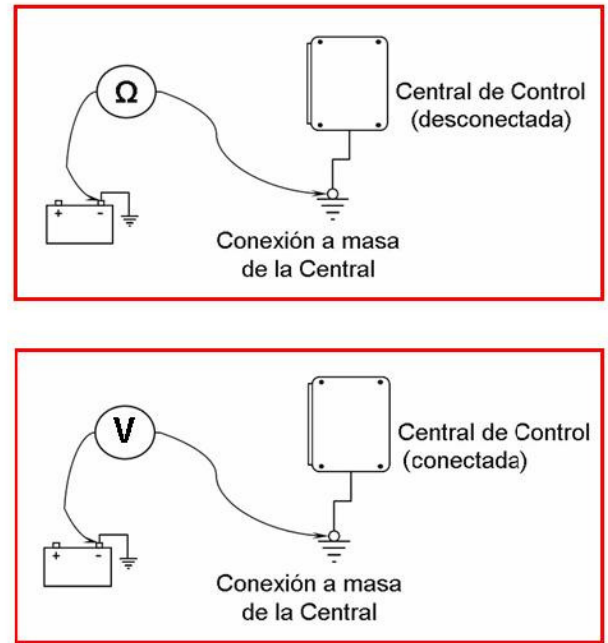 Ω
Central de Control
(desconectada)
+ -
Conexión a masa
de la Central
V
Central de Control
(conectada)
+ -
Conexión a masa
de la Central